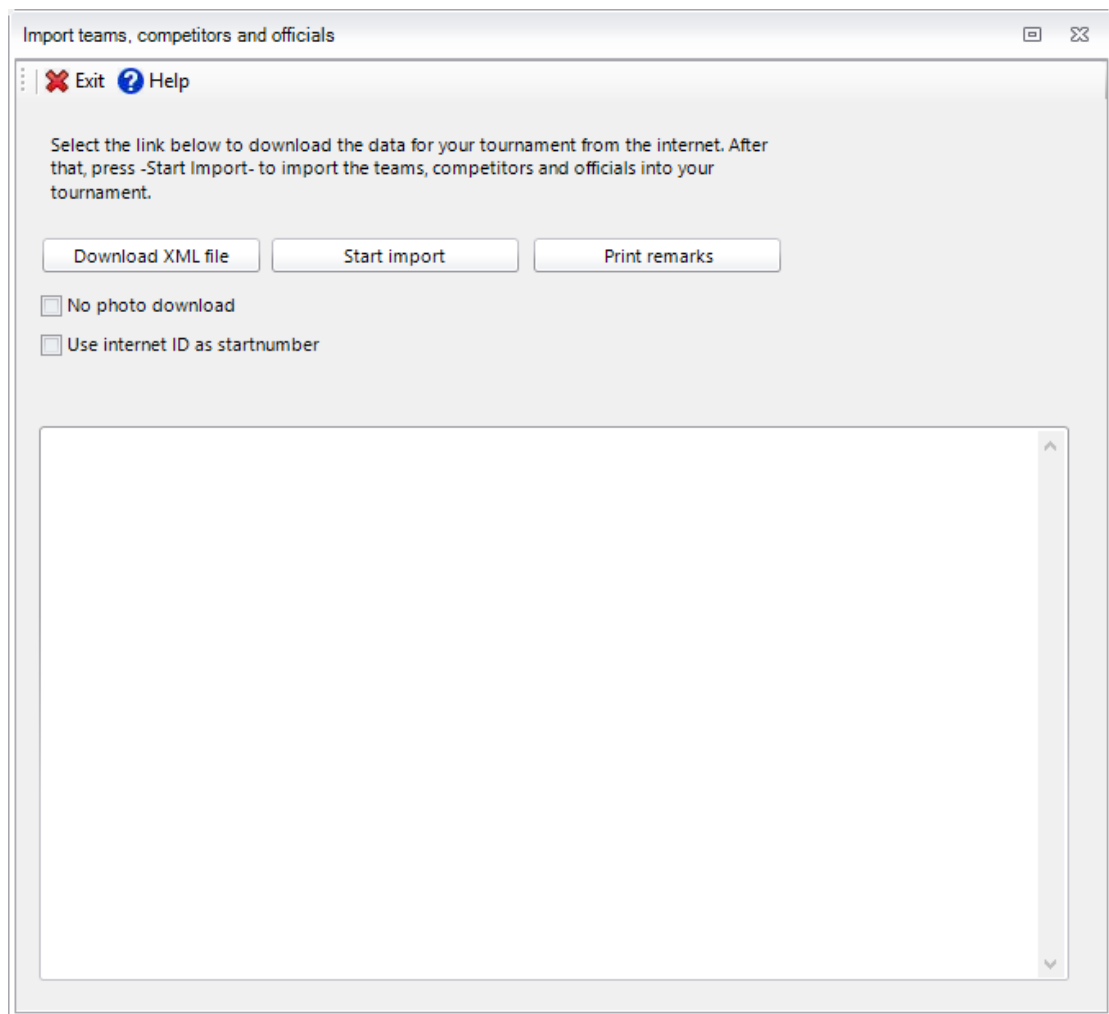 Import teams, competitors and officials
Exit Help
Select the link below to download the data for your tournament from the internet. After
that, press -Start Import- to import the teams, competitors and officials into your
tournament.
Download XML file Start import Print remarks
No photo download
Use internet ID as startnumber